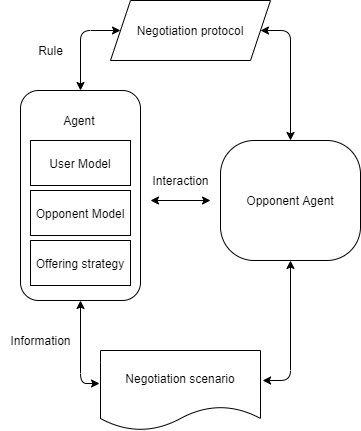 Negotiation protocol
Rule
Agent
User Model
Interaction
Opponent Model
Opponent Agent
Offering strategy
Information
Negotiation scenario